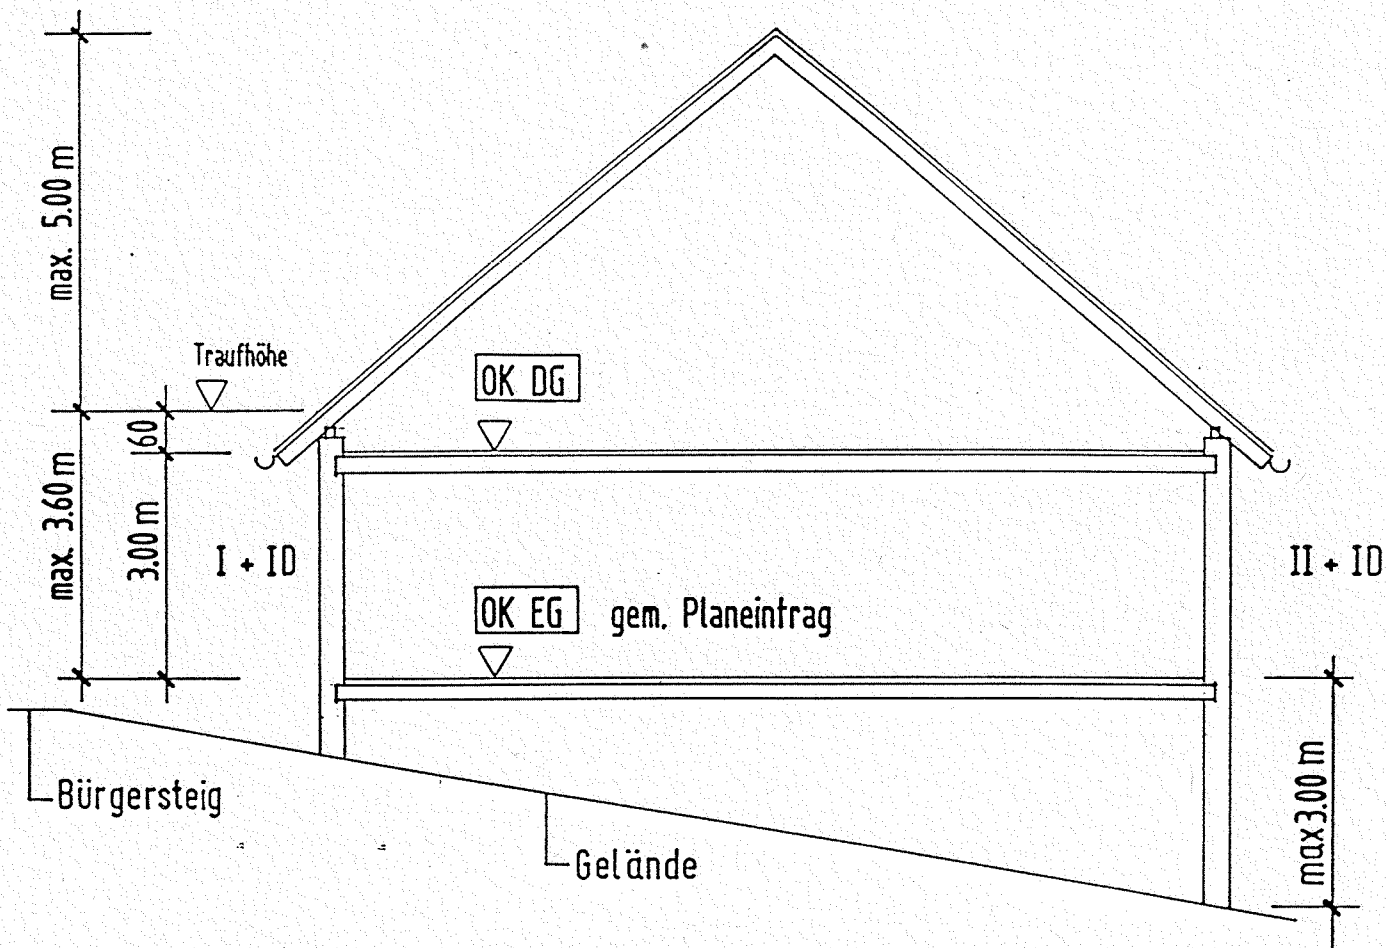 max. 5.00 m
Traufhöhe
OK DG
60
max. 3.60 m
3.00 m
I + ID
II + ID
OK EG gem. Planeintrag
max 3.00 m
Bürgersteig
Gelände